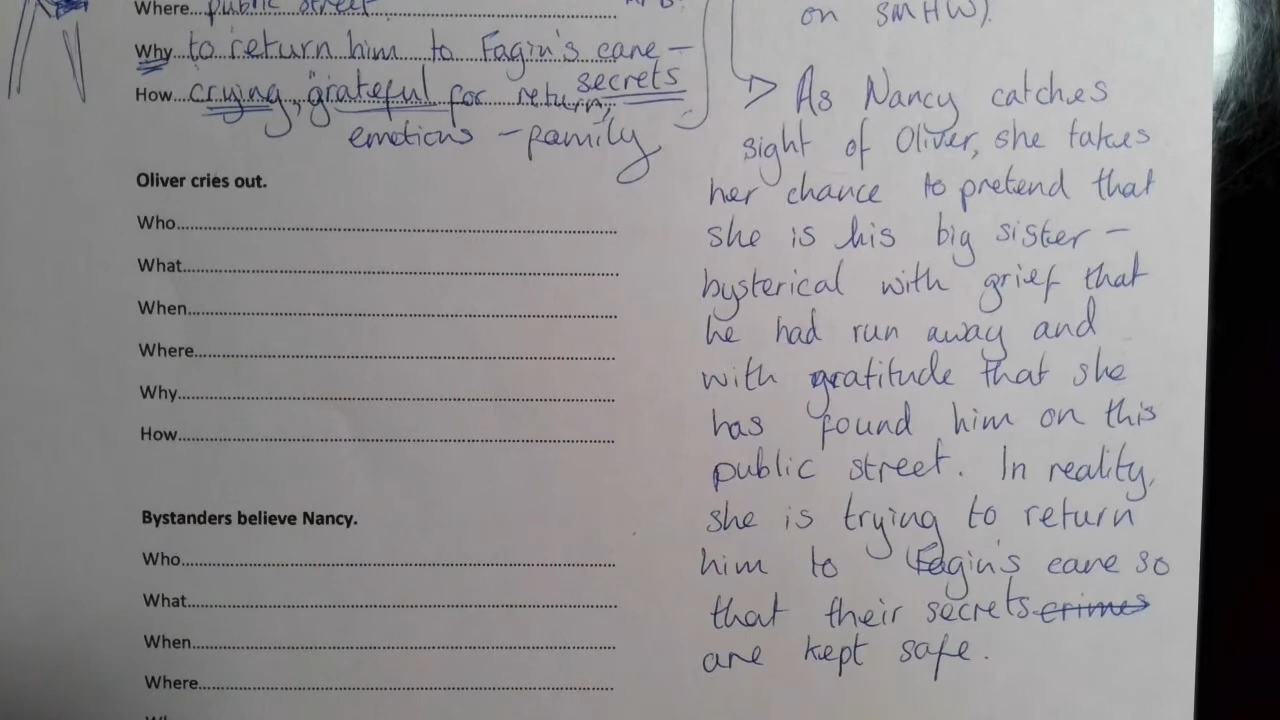 Where....public street
Why...to return him to Fagin's care –
secrets
How...crying, "grateful for return,
emotions – family
Oliver cries out.
Who
What
When
Where
Why
How
Bystanders believe Nancy.
Who
What
When
Where
on SMHW).
As Nancy catches
sight of Oliver, she takes
her chance to pretend that
she is his big sister –
hysterical with grief that
he had run away and
with gratitude that she
has found him on this
public street. In reality,
she is trying to return
him to Fagin's care so
that their secrets crimes
are kept safe.